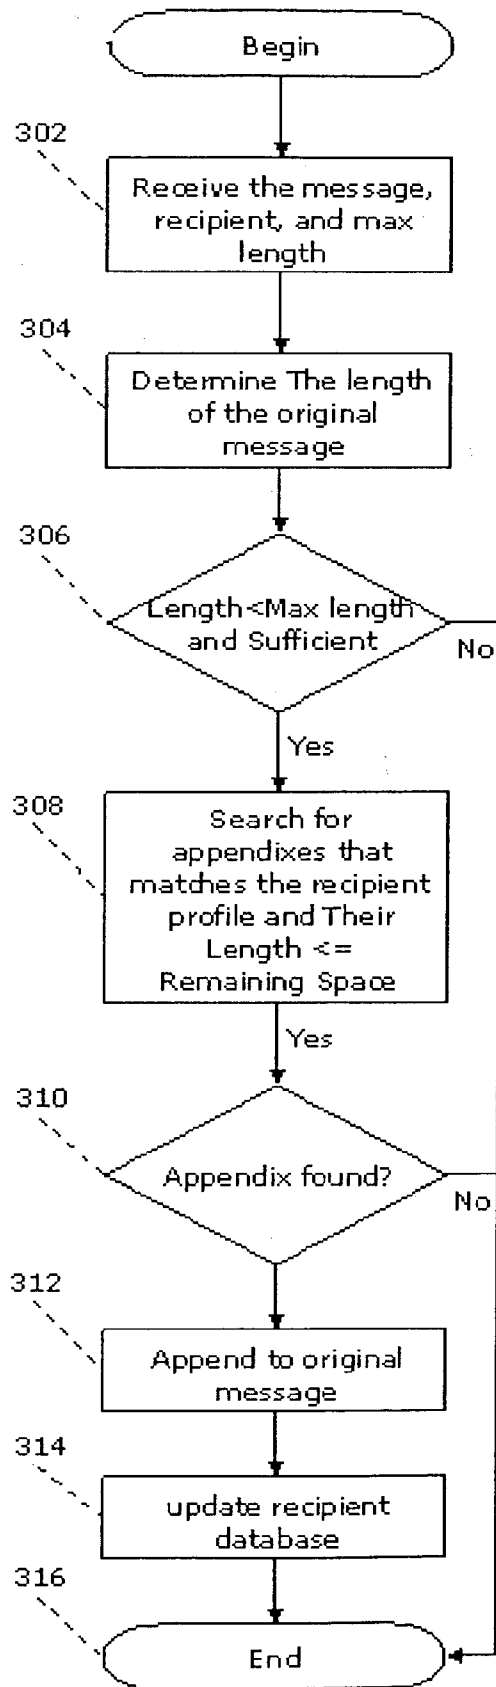 Begin
302
Receive the message,
recipient, and max
length
304
Determine The length
of the original
message
306
Length<Max length
and Sufficient
No
Yes
308
Search for
appendixes that
matches the recipient
profile and Their
Length <=
Remaining Space
Yes
310
Appendix found?
No
312
Append to original
message
314
update recipient
database
316
End